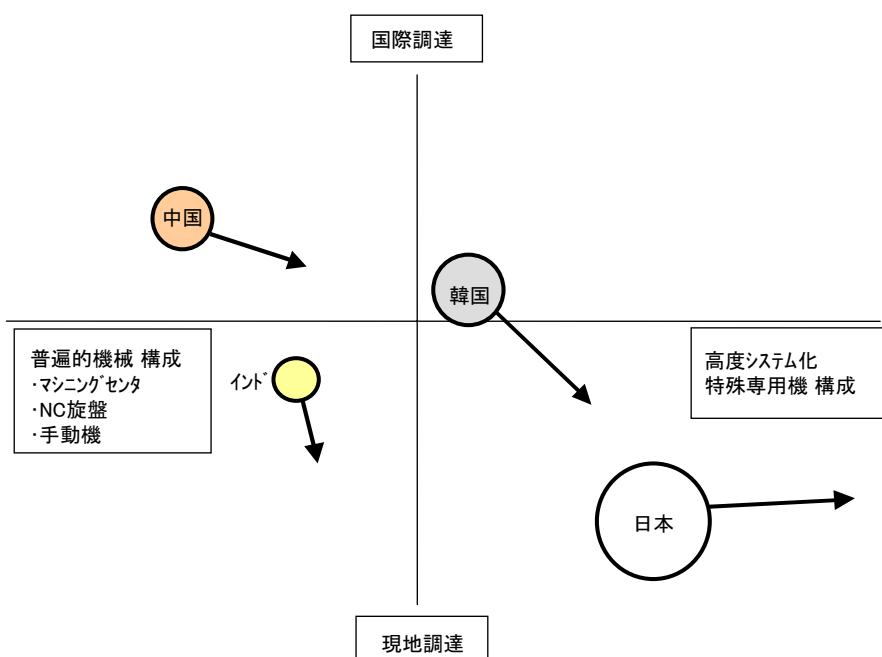 国際調達
中国
韓国
普遍的機械 構成
・マシニングセンタ
・NC旋盤
・手動機
インド
高度システム化
特殊専用機 構成
日本
現地調達